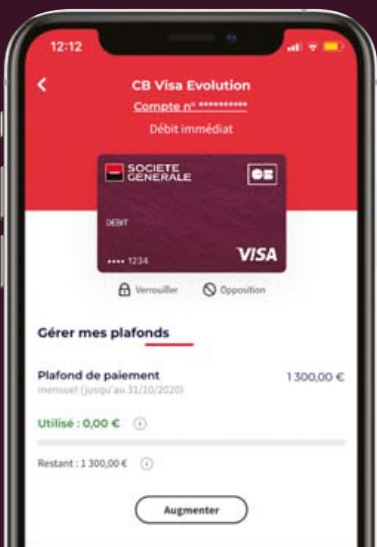 12:12
CB Visa Evolution
Compte n° **********
Débit immédiat
SOCIETE
GENERALE
CB
DEBIT
•••• 1234
VISA
Verrouiller
Opposition
Gérer mes plafonds
Plafond de paiement
1 300,00 €
mensuel (jusqu'au 31/10/2020)
Utilisé : 0,00 €
Restant : 1 300,00 €
Augmenter